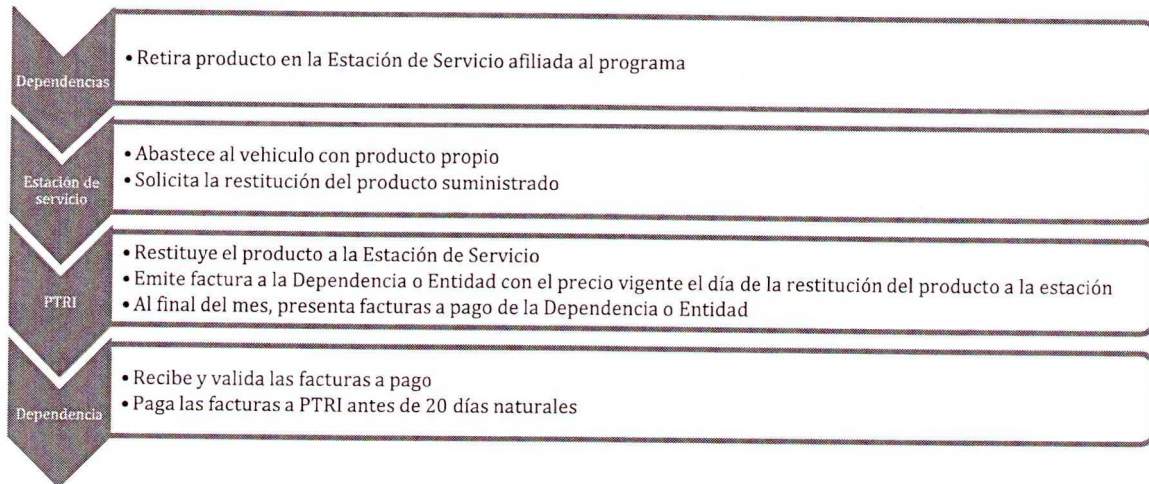 Dependencias
• Retira producto en la Estación de Servicio afiliada al programa
Estación de
servicio
• Abastece al vehiculo con producto propio
• Solicita la restitución del producto suministrado
PTRI
• Restituye el producto a la Estación de Servicio
• Emite factura a la Dependencia o Entidad con el precio vigente el día de la restitución del producto a la estación
• Al final del mes, presenta facturas a pago de la Dependencia o Entidad
Dependencia
• Recibe y valida las facturas a pago
• Paga las facturas a PTRI antes de 20 días naturales